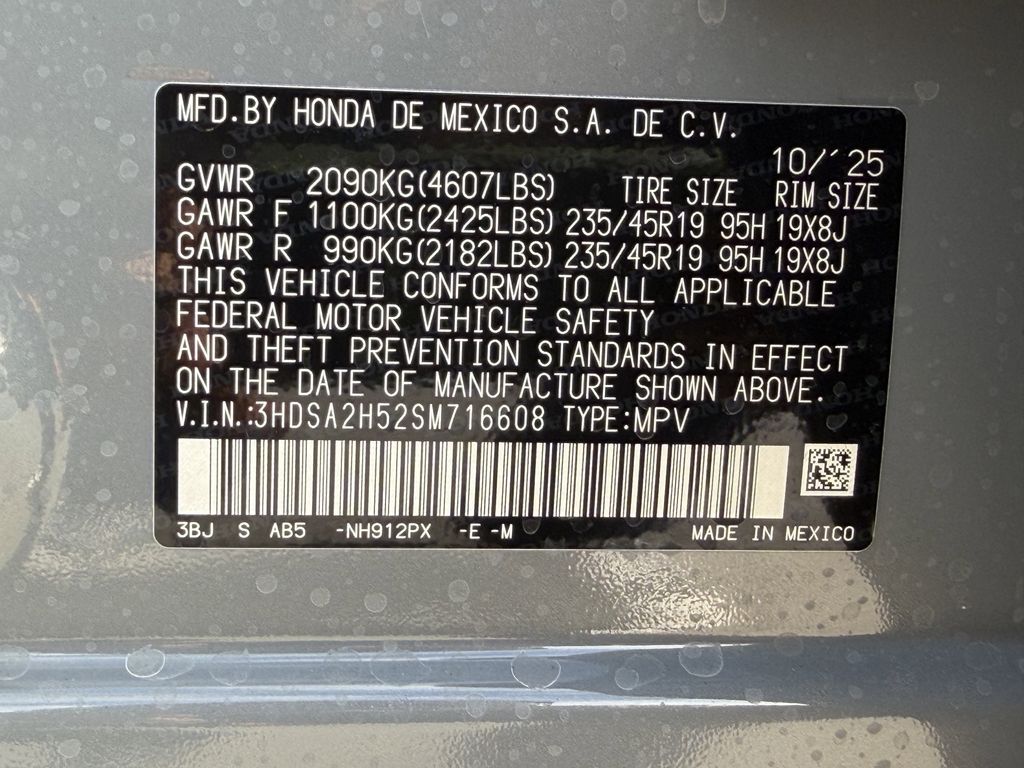 MFD.BY HONDA DE MEXICO S.A. DE C.V.
10/´25
GVWR 2090KG(4607LBS) TIRE SIZE RIM SIZE
GAWR F 1100KG(2425LBS) 235/45R19 95H 19X8J
GAWR R 990KG(2182LBS) 235/45R19 95H 19X8J
THIS VEHICLE CONFORMS TO ALL APPLICABLE
FEDERAL MOTOR VEHICLE SAFETY
AND THEFT PREVENTION STANDARDS IN EFFECT
ON THE DATE OF MANUFACTURE SHOWN ABOVE.
V.I.N.:3HDSA2H52SM716608 TYPE:MPV
3BJ S AB5 -NH912PX -E -M MADE IN MEXICO